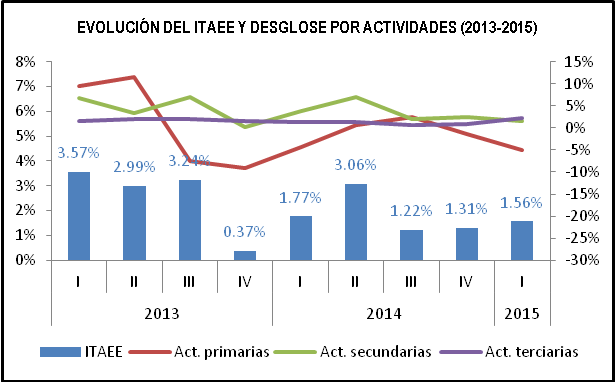 EVOLUCIÓN DEL ITAEE Y DESGLOSE POR ACTIVIDADES (2013-2015)
8% 15%
7% 10%
6% 5%
5% 0%
4% -5%
3% -10%
2% -15%
1% -20%
0% -25%
-30%
3.57% 2.99% 3.24% 0.37% 1.77% 3.06% 1.22% 1.31% 1.56%
I II III IV I II III IV I
2013 2014 2015
ITAEE Act. primarias Act. secundarias Act. terciarias